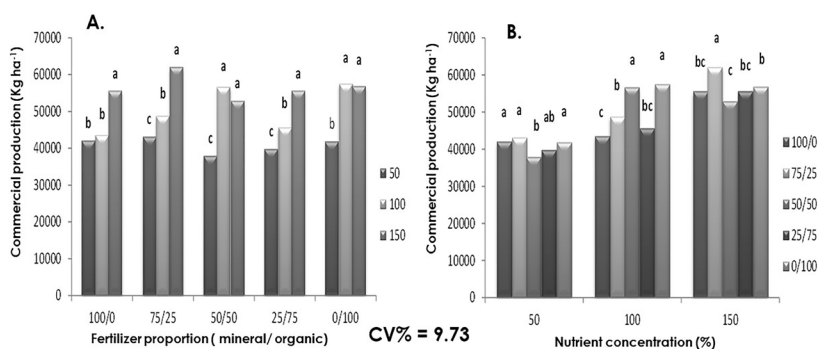 A.
Commercial production (Kg ha-1)
70000
60000
50000
40000
30000
20000
10000
0
b b a
c b a
c a a
c b a
b a a
100/0 75/25 50/50 25/75 0/100
Fertilizer proportion ( mineral/ organic)
50
100
150
CV% = 9.73
B.
Commercial production (Kg ha-1)
70000
60000
50000
40000
30000
20000
10000
0
a a b ab a
c b a bc a
bc a c bc b
50 100 150
Nutrient concentration (%)
100/0
75/25
50/50
25/75
0/100